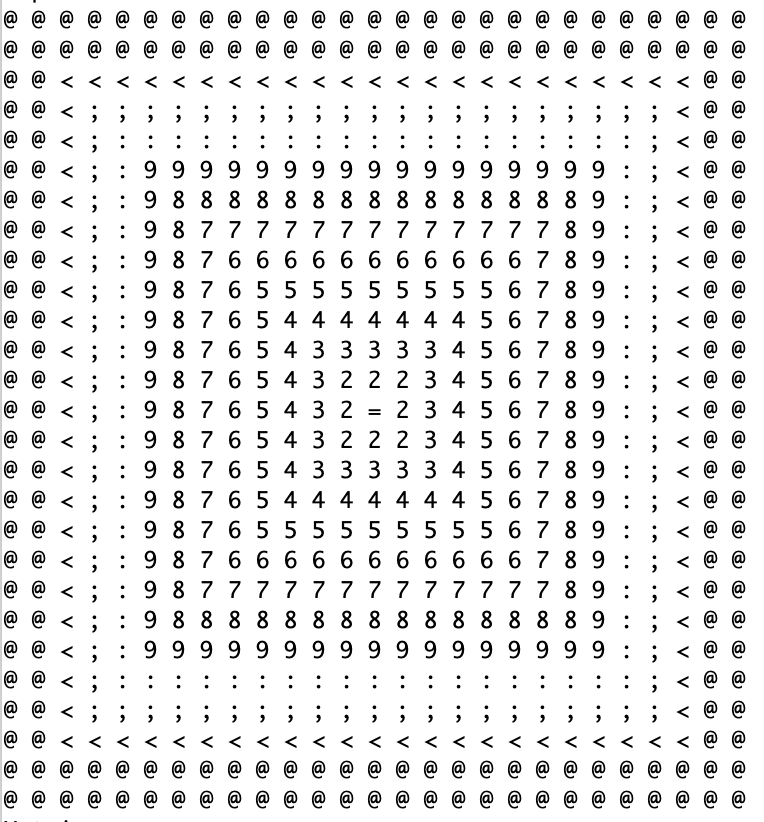 @ @ @ @ @ @ @ @ @ @ @ @ @ @ @ @ @ @ @ @ @ @ @ @ @ @ @
@ @ @ @ @ @ @ @ @ @ @ @ @ @ @ @ @ @ @ @ @ @ @ @ @ @ @
@ @ < < < < < < < < < < < < < < < < < < < < < < < @ @
@ @ < ; ; ; ; ; ; ; ; ; ; ; ; ; ; ; ; ; ; ; ; ; < @ @
@ @ < ; : : : : : : : : : : : : : : : : : : : ; < @ @
@ @ < ; : 9 9 9 9 9 9 9 9 9 9 9 9 9 9 9 9 9 : ; < @ @
@ @ < ; : 9 8 8 8 8 8 8 8 8 8 8 8 8 8 8 8 9 : ; < @ @
@ @ < ; : 9 8 7 7 7 7 7 7 7 7 7 7 7 7 7 8 9 : ; < @ @
@ @ < ; : 9 8 7 6 6 6 6 6 6 6 6 6 6 6 7 8 9 : ; < @ @
@ @ < ; : 9 8 7 6 5 5 5 5 5 5 5 5 5 6 7 8 9 : ; < @ @
@ @ < ; : 9 8 7 6 5 4 4 4 4 4 4 4 5 6 7 8 9 : ; < @ @
@ @ < ; : 9 8 7 6 5 4 3 3 3 3 3 4 5 6 7 8 9 : ; < @ @
@ @ < ; : 9 8 7 6 5 4 3 2 2 2 3 4 5 6 7 8 9 : ; < @ @
@ @ < ; : 9 8 7 6 5 4 3 2 = 2 3 4 5 6 7 8 9 : ; < @ @
@ @ < ; : 9 8 7 6 5 4 3 2 2 2 3 4 5 6 7 8 9 : ; < @ @
@ @ < ; : 9 8 7 6 5 4 3 3 3 3 3 4 5 6 7 8 9 : ; < @ @
@ @ < ; : 9 8 7 6 5 4 4 4 4 4 4 4 5 6 7 8 9 : ; < @ @
@ @ < ; : 9 8 7 6 5 5 5 5 5 5 5 5 5 6 7 8 9 : ; < @ @
@ @ < ; : 9 8 7 6 6 6 6 6 6 6 6 6 6 6 7 8 9 : ; < @ @
@ @ < ; : 9 8 7 7 7 7 7 7 7 7 7 7 7 7 7 8 9 : ; < @ @
@ @ < ; : 9 8 8 8 8 8 8 8 8 8 8 8 8 8 8 8 9 : ; < @ @
@ @ < ; : 9 9 9 9 9 9 9 9 9 9 9 9 9 9 9 9 9 : ; < @ @
@ @ < ; : : : : : : : : : : : : : : : : : : : ; < @ @
@ @ < ; ; ; ; ; ; ; ; ; ; ; ; ; ; ; ; ; ; ; ; ; < @ @
@ @ < < < < < < < < < < < < < < < < < < < < < < < @ @
@ @ @ @ @ @ @ @ @ @ @ @ @ @ @ @ @ @ @ @ @ @ @ @ @ @ @
@ @ @ @ @ @ @ @ @ @ @ @ @ @ @ @ @ @ @ @ @ @ @ @ @ @ @